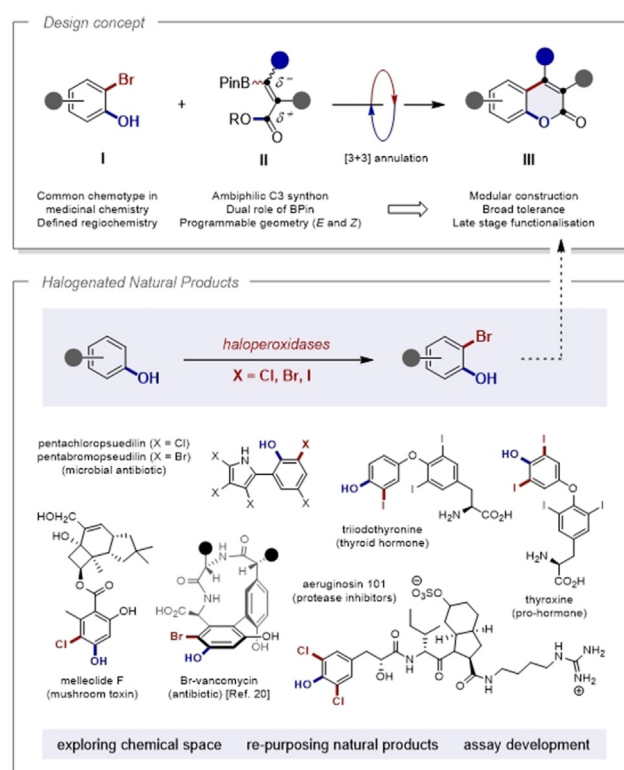 Design concept
Br
OH
I
+
PinB
δ−
δ+
RO
O
II
[3+3] annulation
O
O
III
Common chemotype in
medicinal chemistry
Defined regiochemistry
Ambiphilic C3 synthon
Dual role of BPin
Programmable geometry (E and Z)
Modular construction
Broad tolerance
Late stage functionalisation
Halogenated Natural Products
OH
haloperoxidases
X = Cl, Br, I
Br
OH
pentachloropseudilin (X = Cl)
pentabromopseudilin (X = Br)
(microbial antibiotic)
X
X
X
H
N
OH
X
X
HO
I
O
I
I
H₂N
CO₂H
triiodothyronine
(thyroid hormone)
HO
I
I
O
I
I
H₂N
CO₂H
thyroxine
(pro-hormone)
HOH₂C
HO
H
H
O
O
Me
OH
Cl
OH
melleolide F
(mushroom toxin)
O
H
N
O
H
H
NH
HO₂C
Br
HO
OH
OH
Br-vancomycin
(antibiotic) [Ref. 20]
aeruginosin 101
(protease inhibitors)
⊖
O₃SO
Cl
HO
Cl
OH
O
N
H
O
H
N
H
O
N
H
N
H
NH₂
NH₂
⊕
exploring chemical space re-purposing natural products assay development